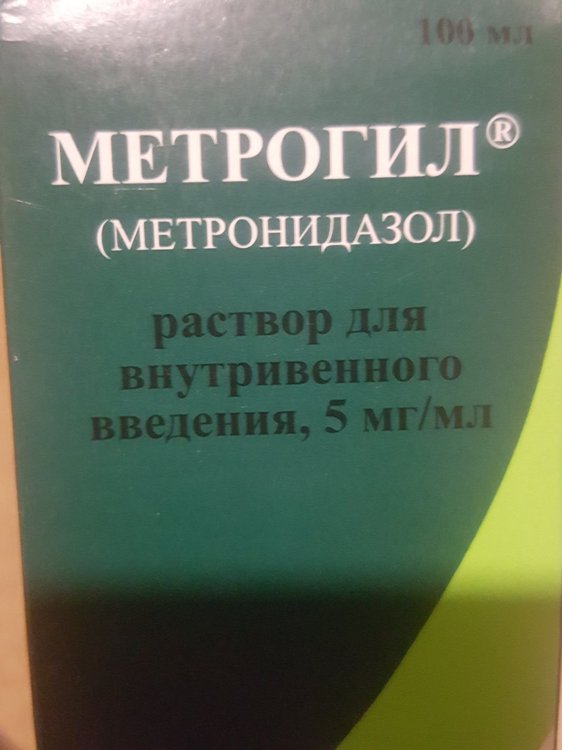 100 мл
МЕТРОГИЛ®
(МЕТРОНИДАЗОЛ)
раствор для
внутривенного
введения, 5 мг/мл